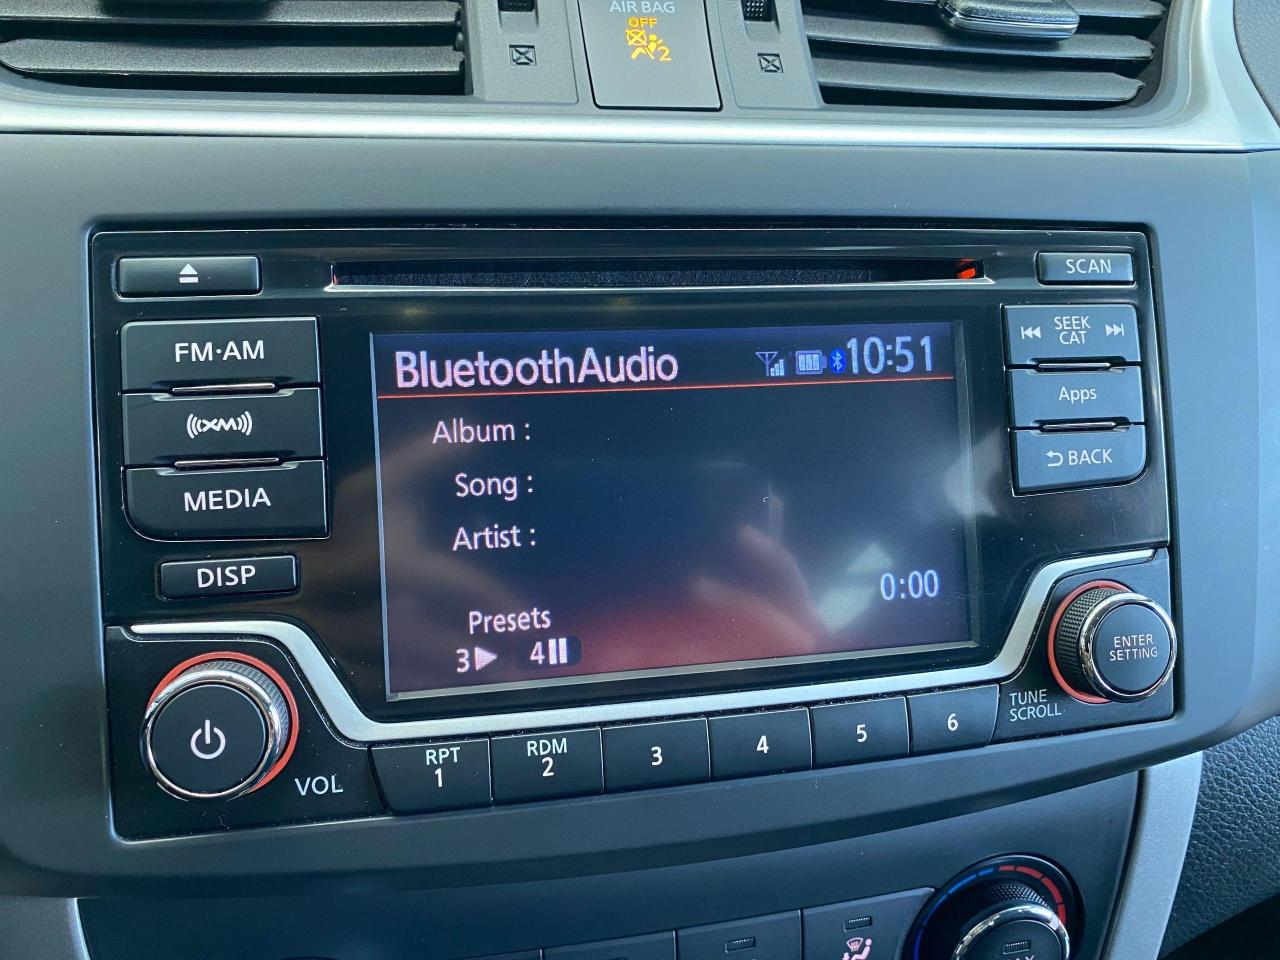 AIR BAG
OFF
2
SCAN
FM·AM
SEEK
CAT
BluetoothAudio 10:51
Apps
((XM))
Album :
BACK
Song :
MEDIA
Artist :
DISP
0:00
Presets
3 4
ENTER
SETTING
TUNE
SCROLL
VOL
RPT
1
RDM
2
3
4
5
6